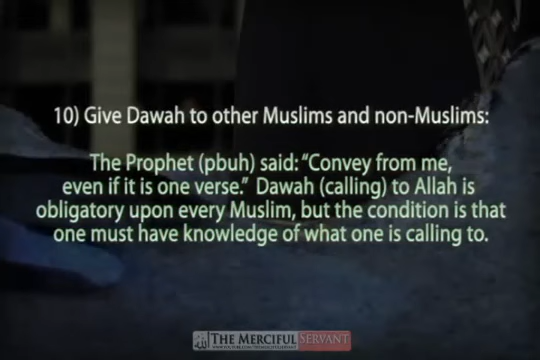 10) Give Dawah to other Muslims and non-Muslims:
The Prophet (pbuh) said: “Convey from me,
even if it is one verse.” Dawah (calling) to Allah is
obligatory upon every Muslim, but the condition is that
one must have knowledge of what one is calling to.
THE MERCIFUL SERVANT